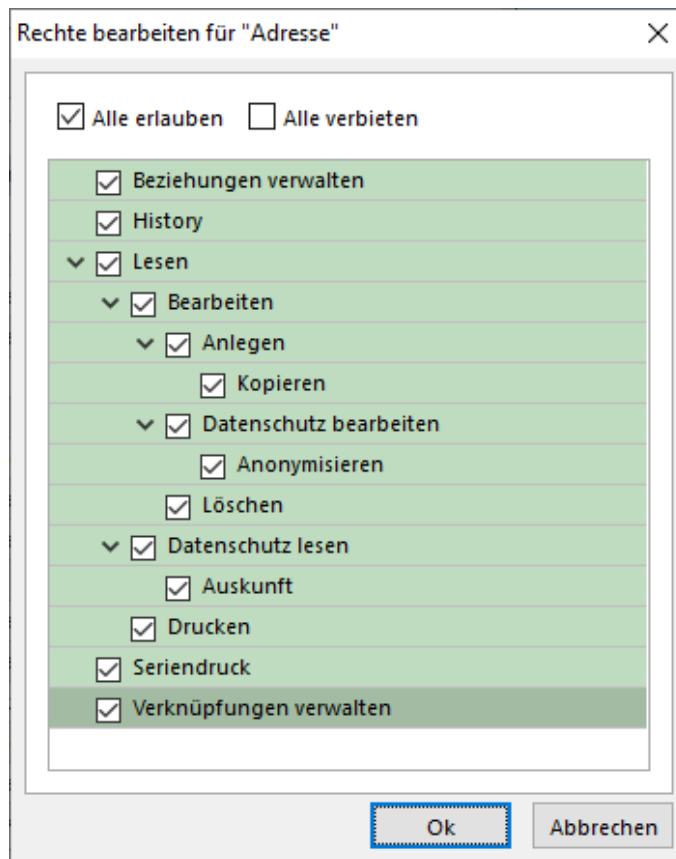 Rechte bearbeiten für "Adresse"
Alle erlauben Alle verbieten
Beziehungen verwalten
History
Lesen
Bearbeiten
Anlegen
Kopieren
Datenschutz bearbeiten
Anonymisieren
Löschen
Datenschutz lesen
Auskunft
Drucken
Seriendruck
Verknüpfungen verwalten
Ok Abbrechen